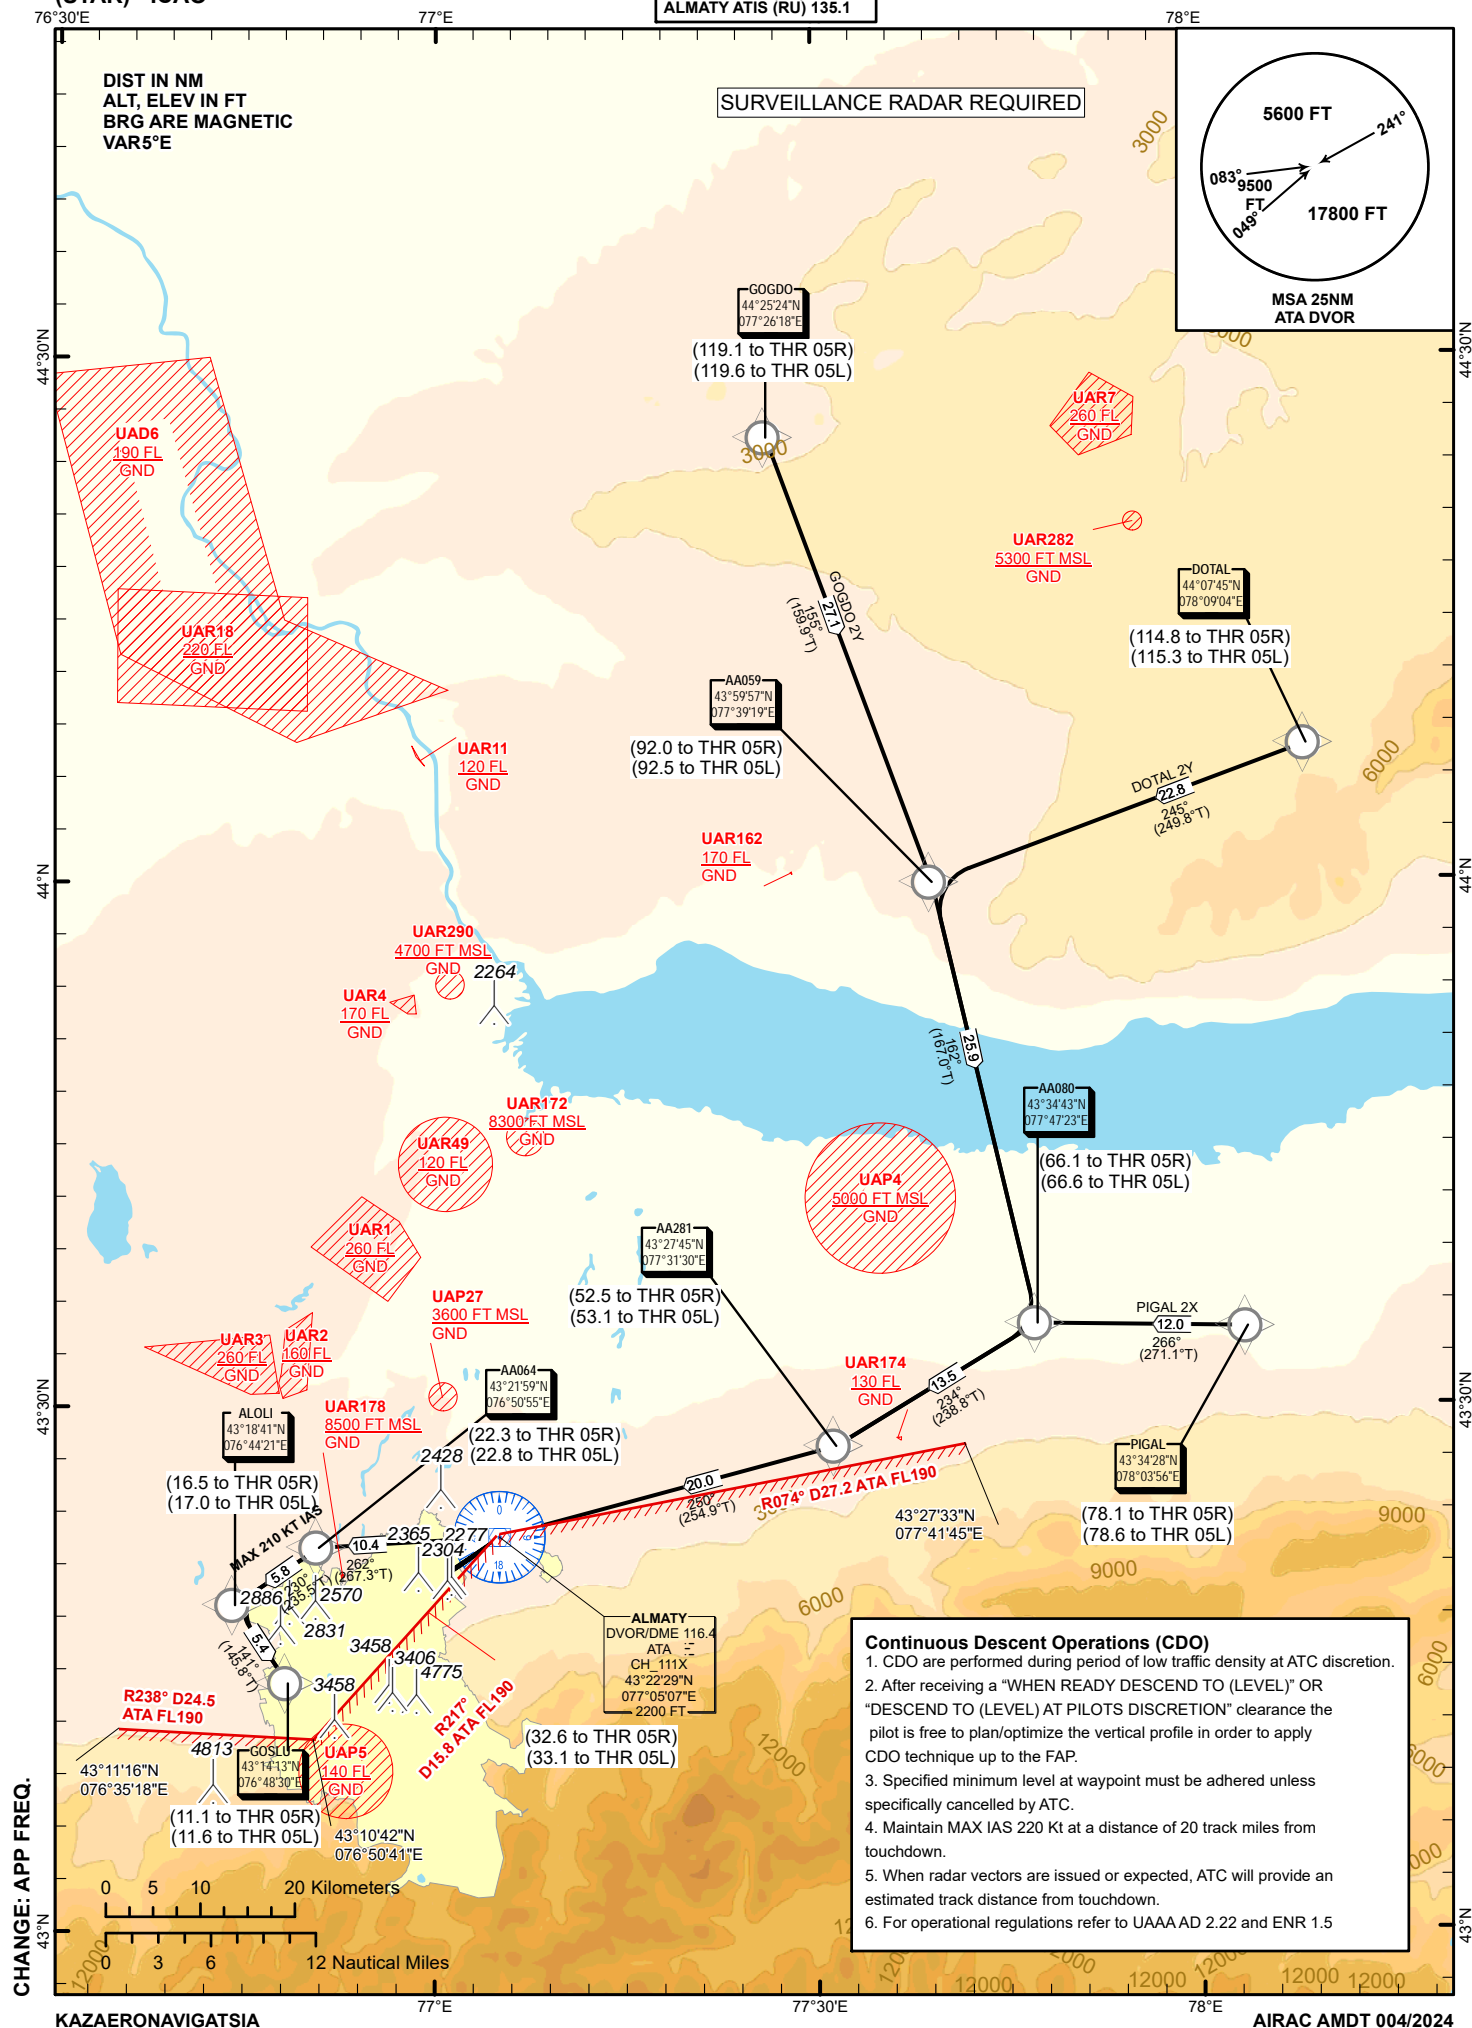 ALMATY ATIS (RU) 135.1
76°30'E
77°E
78°E
DIST IN NM
ALT, ELEV IN FT
BRG ARE MAGNETIC
VAR5°E
SURVEILLANCE RADAR REQUIRED
3000
5600 FT
241°
083°
9500
FT
049°
17800 FT
MSA 25NM
ATA DVOR
GOGDO
44°25'24"N
077°26'18"E
(119.1 to THR 05R)
(119.6 to THR 05L)
44°30'N
44°30'N
UAR7
260 FL
GND
UAD6
190 FL
GND
3000
UAR282
5300 FT MSL
GND
DOTAL
44°07'45"N
078°09'04"E
(114.8 to THR 05R)
(115.3 to THR 05L)
GOGDO 2Y
27.1
155°
(159.9°T)
UAR18
220 FL
GND
AA059
43°59'57"N
077°39'19"E
(92.0 to THR 05R)
(92.5 to THR 05L)
UAR11
120 FL
GND
6000
DOTAL 2Y
22.8
245°
(249.8°T)
UAR162
170 FL
GND
44°N
44°N
UAR290
4700 FT MSL
GND
2264
UAR4
170 FL
GND
25.9
162°
(167.0°T)
AA080
43°34'43"N
077°47'23"E
(66.1 to THR 05R)
(66.6 to THR 05L)
UAR172
8300 FT MSL
GND
UAR49
120 FL
GND
UAP4
5000 FT MSL
GND
UAR1
260 FL
GND
AA281
43°27'45"N
077°31'30"E
(52.5 to THR 05R)
(53.1 to THR 05L)
UAP27
3600 FT MSL
GND
PIGAL 2X
12.0
266°
(271.1°T)
UAR3
260 FL
GND
UAR2
160 FL
GND
UAR174
130 FL
GND
13.5
234°
(238.8°T)
AA064
43°21'59"N
076°50'55"E
(22.3 to THR 05R)
(22.8 to THR 05L)
43°30'N
43°30'N
UAR178
8500 FT MSL
GND
ALOLI
43°18'41"N
076°44'21"E
(16.5 to THR 05R)
(17.0 to THR 05L)
2428
PIGAL
43°34'28"N
078°03'56"E
(78.1 to THR 05R)
(78.6 to THR 05L)
20.0
250°
(254.9°T)
R074° D27.2 ATA FL190
43°27'33"N
077°41'45"E
9000
9000
6000
MAX 210 KT IAS
10.4
262°
(267.3°T)
2365
2277
2304
0
18
5.8
230°
(235.5°T)
2886
2570
2831
5.4
141°
(145.8°T)
3458
3406
4775
3458
ALMATY
DVOR/DME 116.4
ATA
CH 111X
43°22'29"N
077°05'07"E
2200 FT
(32.6 to THR 05R)
(33.1 to THR 05L)
R217°
D15.8 ATA FL190
R238° D24.5
ATA FL190
43°11'16"N
076°35'18"E
4813
GOSLU
43°14'13"N
076°48'30"E
(11.1 to THR 05R)
(11.6 to THR 05L)
UAP5
140 FL
GND
43°10'42"N
076°50'41"E
12000
6000
Continuous Descent Operations (CDO)
1. CDO are performed during period of low traffic density at ATC discretion.
2. After receiving a “WHEN READY DESCEND TO (LEVEL)” OR
“DESCEND TO (LEVEL) AT PILOTS DISCRETION” clearance the
pilot is free to plan/optimize the vertical profile in order to apply
CDO technique up to the FAP.
3. Specified minimum level at waypoint must be adhered unless
specifically cancelled by ATC.
4. Maintain MAX IAS 220 Kt at a distance of 20 track miles from
touchdown.
5. When radar vectors are issued or expected, ATC will provide an
estimated track distance from touchdown.
6. For operational regulations refer to UAAA AD 2.22 and ENR 1.5
0 5 10 20 Kilometers
0 3 6 12 Nautical Miles
CHANGE: APP FREQ.
43°N
43°N
12000
12000
12000
12000
12000
77°E
77°30'E
78°E
KAZAERONAVIGATSIA
AIRAC AMDT 004/2024